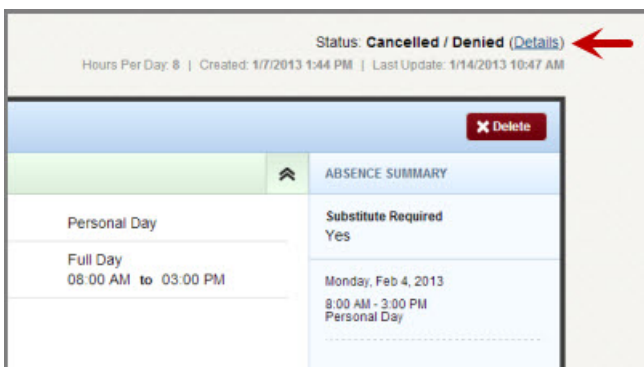 Status: Cancelled / Denied (Details)
Hours Per Day: 8 | Created: 1/7/2013 1:44 PM | Last Update: 1/14/2013 10:47 AM
Delete
ABSENCE SUMMARY
Personal Day
Full Day
08:00 AM to 03:00 PM
Substitute Required
Yes
Monday, Feb 4, 2013
8:00 AM - 3:00 PM
Personal Day